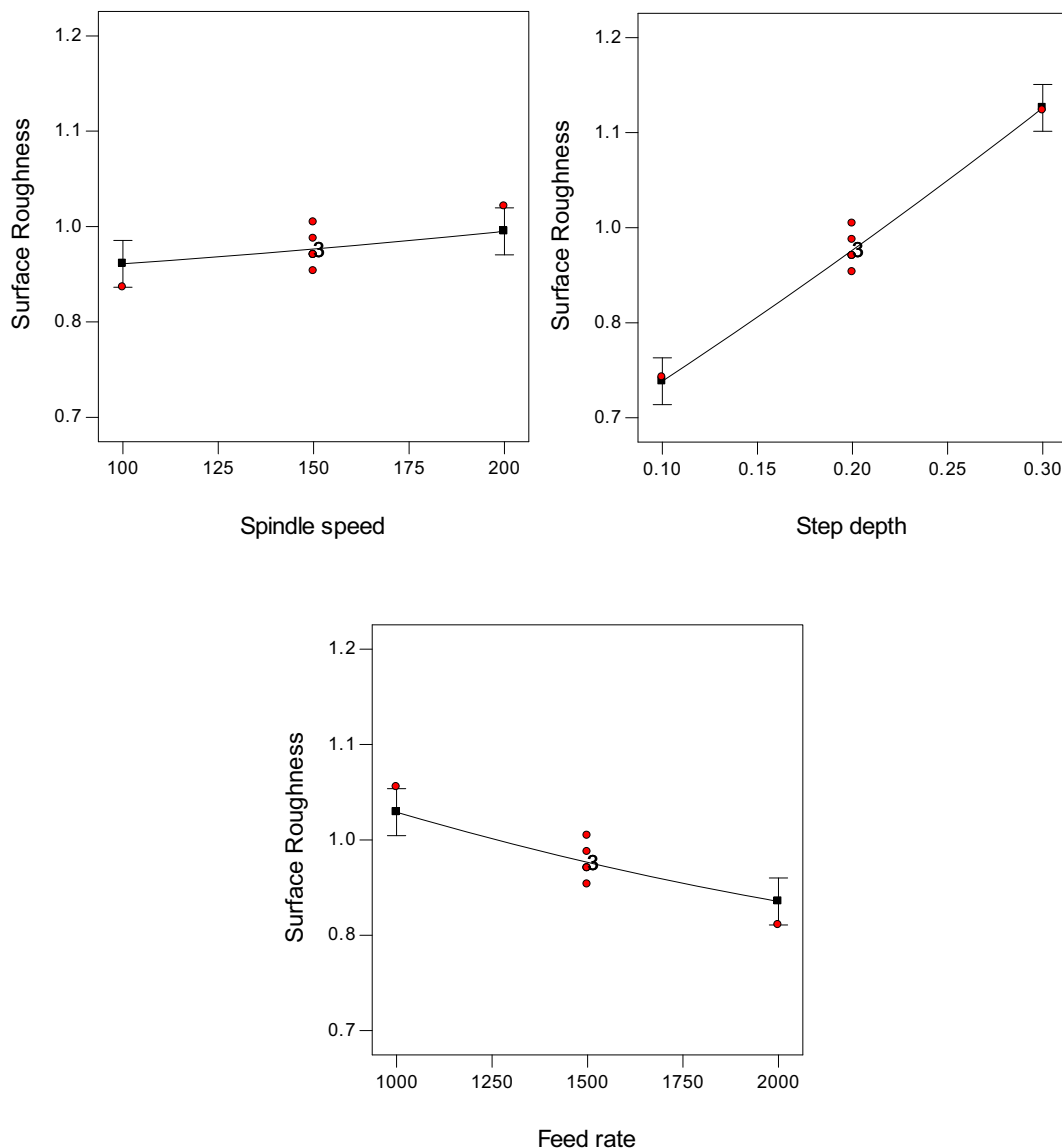 1.2
1.1
1.0
0.8
0.7
Surface Roughness
3
100 125 150 175 200
Spindle speed
1.2
1.1
1.0
0.8
0.7
Surface Roughness
3
0.10 0.15 0.20 0.25 0.30
Step depth
1.2
1.1
1.0
0.8
0.7
Surface Roughness
3
1000 1250 1500 1750 2000
Feed rate